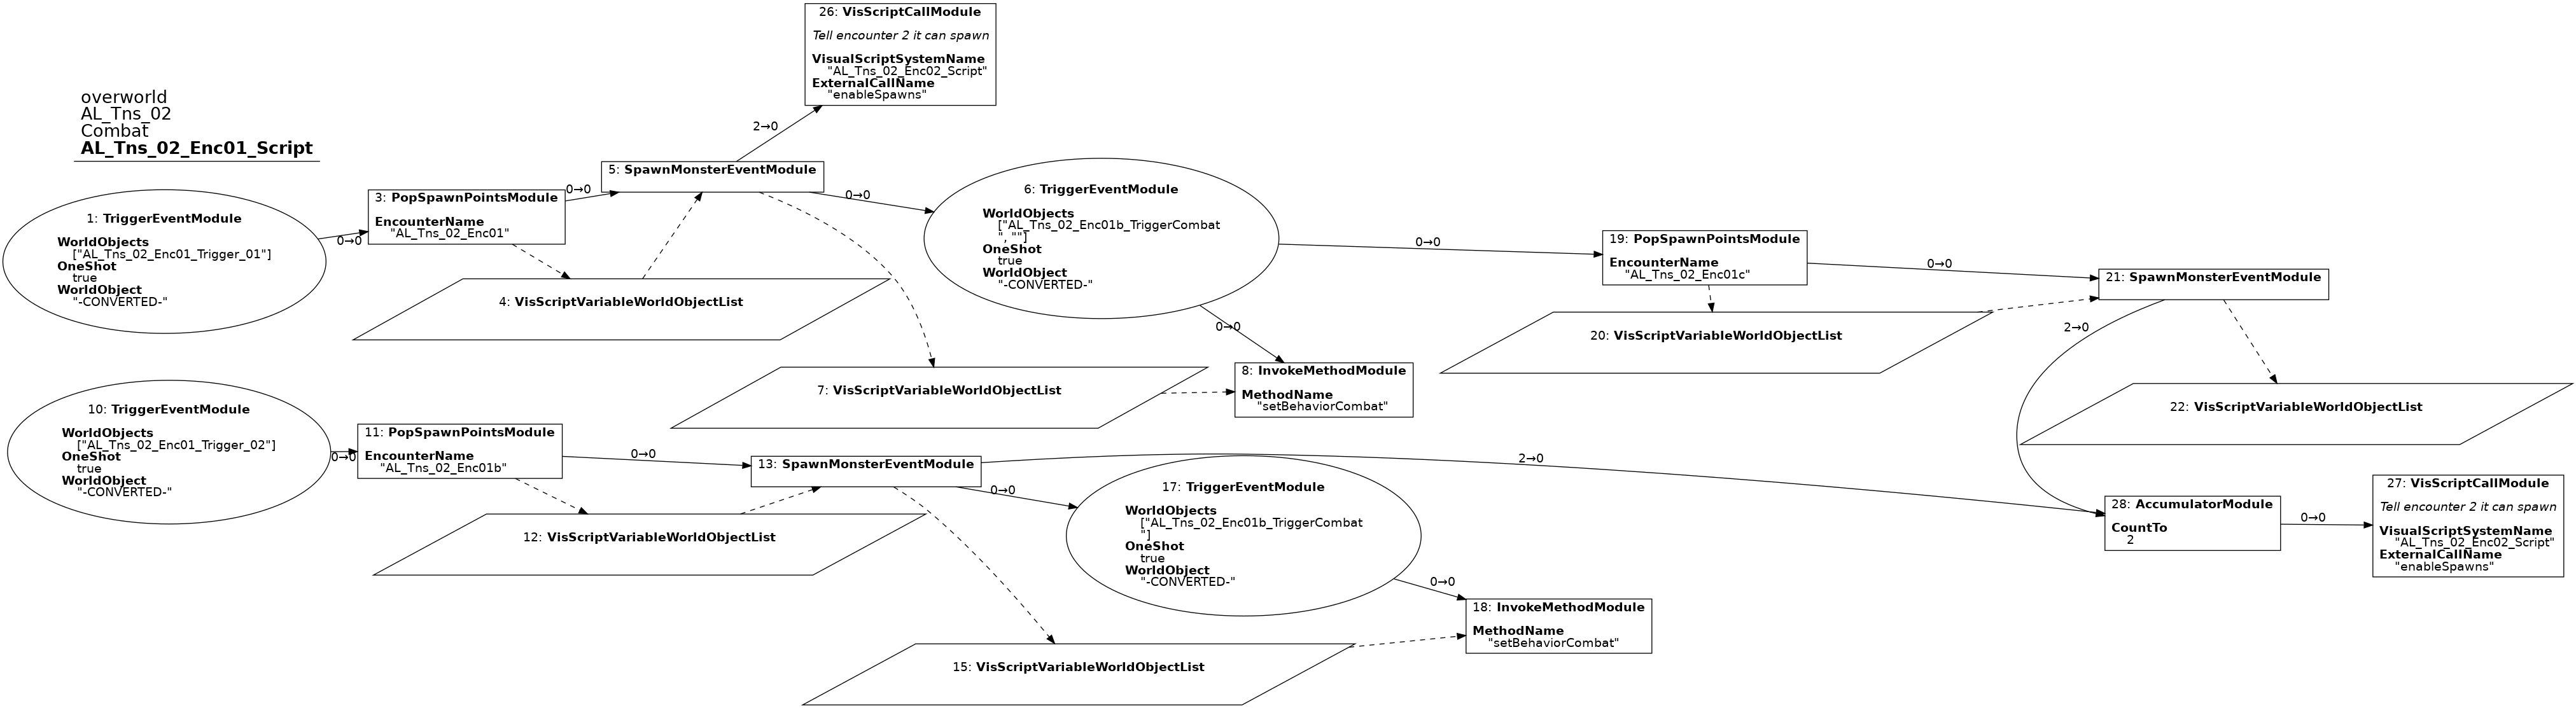 overworld
AL_Tns_02
Combat
AL_Tns_02_Enc01_Script
26: VisScriptCallModule
Tell encounter 2 it can spawn
VisualScriptSystemName
"AL_Tns_02_Enc02_Script"
ExternalCallName
"enableSpawns"
2→0
1: TriggerEventModule
WorldObjects
["AL_Tns_02_Enc01_Trigger_01"]
OneShot
true
WorldObject
"-CONVERTED-"
0→0
3: PopSpawnPointsModule
EncounterName
"AL_Tns_02_Enc01"
0→0
5: SpawnMonsterEventModule
0→0
4: VisScriptVariableWorldObjectList
6: TriggerEventModule
WorldObjects
["AL_Tns_02_Enc01b_TriggerCombat
", ""]
OneShot
true
WorldObject
"-CONVERTED-"
0→0
0→0
7: VisScriptVariableWorldObjectList
8: InvokeMethodModule
MethodName
"setBehaviorCombat"
19: PopSpawnPointsModule
EncounterName
"AL_Tns_02_Enc01c"
0→0
20: VisScriptVariableWorldObjectList
21: SpawnMonsterEventModule
2→0
22: VisScriptVariableWorldObjectList
10: TriggerEventModule
WorldObjects
["AL_Tns_02_Enc01_Trigger_02"]
OneShot
true
WorldObject
"-CONVERTED-"
0→0
11: PopSpawnPointsModule
EncounterName
"AL_Tns_02_Enc01b"
0→0
12: VisScriptVariableWorldObjectList
13: SpawnMonsterEventModule
0→0
2→0
17: TriggerEventModule
WorldObjects
["AL_Tns_02_Enc01b_TriggerCombat
"]
OneShot
true
WorldObject
"-CONVERTED-"
0→0
15: VisScriptVariableWorldObjectList
18: InvokeMethodModule
MethodName
"setBehaviorCombat"
28: AccumulatorModule
CountTo
2
0→0
27: VisScriptCallModule
Tell encounter 2 it can spawn
VisualScriptSystemName
"AL_Tns_02_Enc02_Script"
ExternalCallName
"enableSpawns"